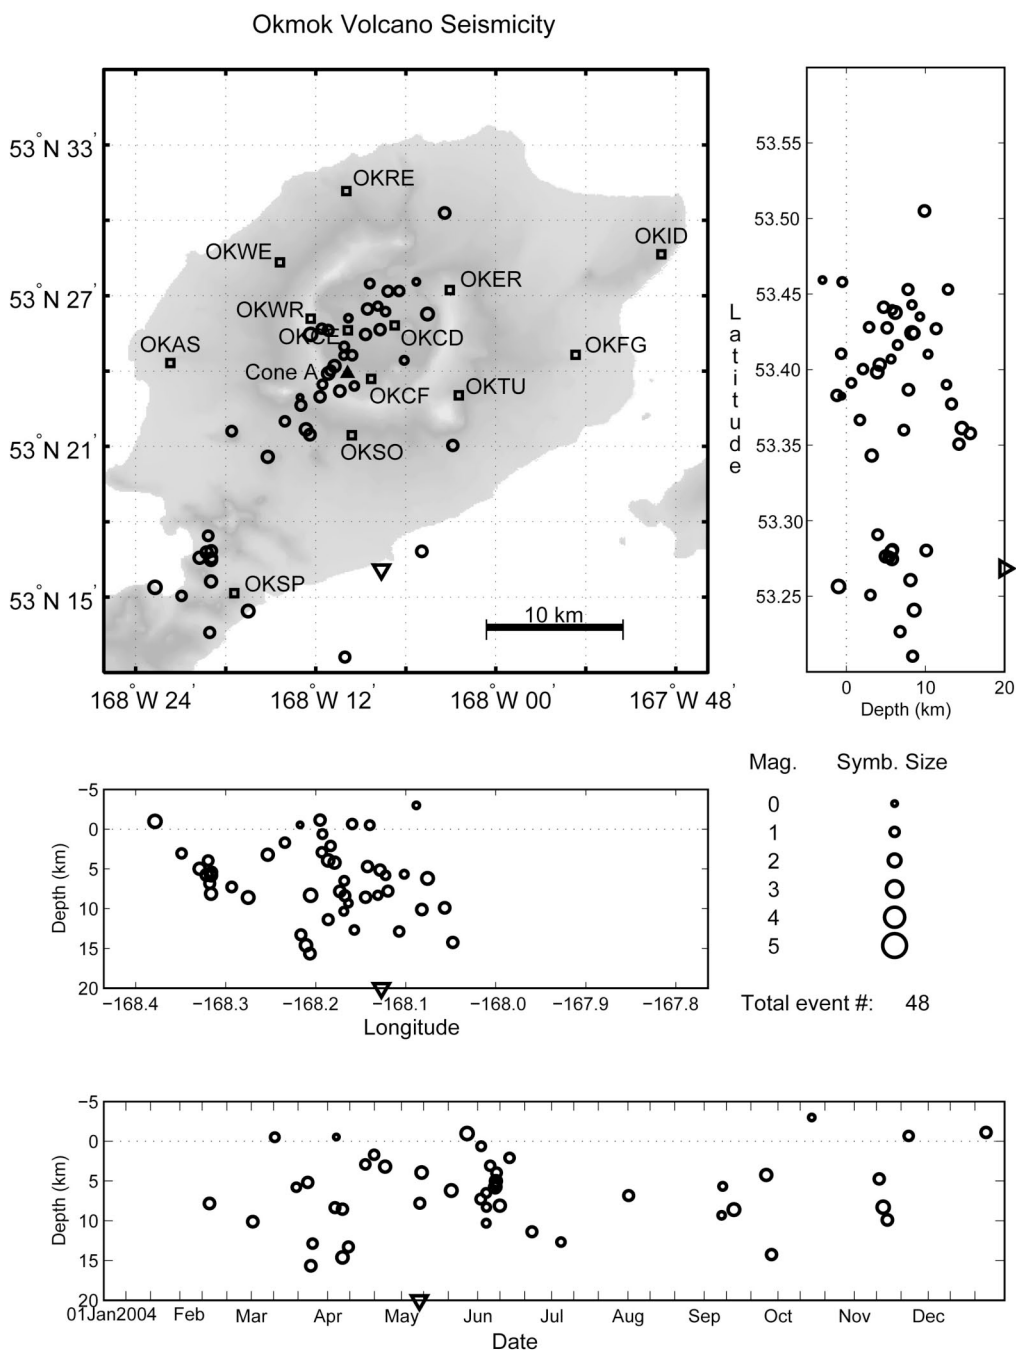 Okmok Volcano Seismicity
53°N 33'
53°N 27'
53°N 21'
53°N 15'
168°W 24'
168°W 12'
168°W 00'
167°W 48'
OKRE
OKID
OKWE
OKER
OKWR
OKCE
OKCD
OKAS
OKFG
Cone A
OKCF
OKTU
OKSO
OKSP
10 km
Latitude
53.55
53.50
53.45
53.40
53.35
53.30
53.25
0 10 20
Depth (km)
−5
0
5
10
15
20
Depth (km)
−168.4 −168.3 −168.2 −168.1 −168.0 −167.9 −167.8
Longitude
Mag. Symb. Size
0
1
2
3
4
5
Total event #: 48
−5
0
5
10
15
20
Depth (km)
01Jan2004 Feb Mar Apr May Jun Jul Aug Sep Oct Nov Dec
Date